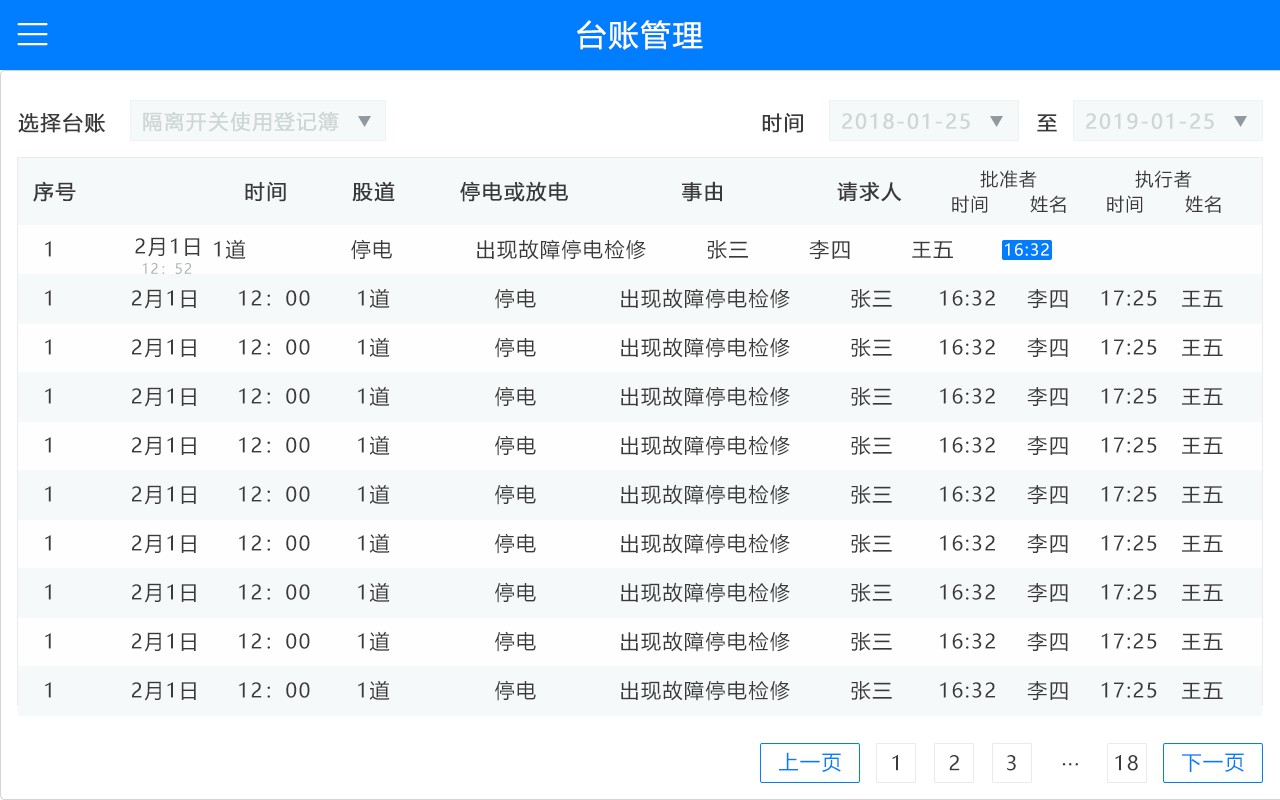 台账管理
选择台账 隔离开关使用登记簿 ▼ 时间 2018-01-25 ▼ 至 2019-01-25 ▼
序号 时间 股道 停电或放电 事由 请求人 批准者 执行者
时间 姓名 时间 姓名
1 2月1日 1道 停电 出现故障停电检修 张三 李四 王五 16:32
12：52
1 2月1日 12：00 1道 停电 出现故障停电检修 张三 16:32 李四 17:25 王五
1 2月1日 12：00 1道 停电 出现故障停电检修 张三 16:32 李四 17:25 王五
1 2月1日 12：00 1道 停电 出现故障停电检修 张三 16:32 李四 17:25 王五
1 2月1日 12：00 1道 停电 出现故障停电检修 张三 16:32 李四 17:25 王五
1 2月1日 12：00 1道 停电 出现故障停电检修 张三 16:32 李四 17:25 王五
1 2月1日 12：00 1道 停电 出现故障停电检修 张三 16:32 李四 17:25 王五
1 2月1日 12：00 1道 停电 出现故障停电检修 张三 16:32 李四 17:25 王五
1 2月1日 12：00 1道 停电 出现故障停电检修 张三 16:32 李四 17:25 王五
1 2月1日 12：00 1道 停电 出现故障停电检修 张三 16:32 李四 17:25 王五
上一页 1 2 3 ··· 18 下一页